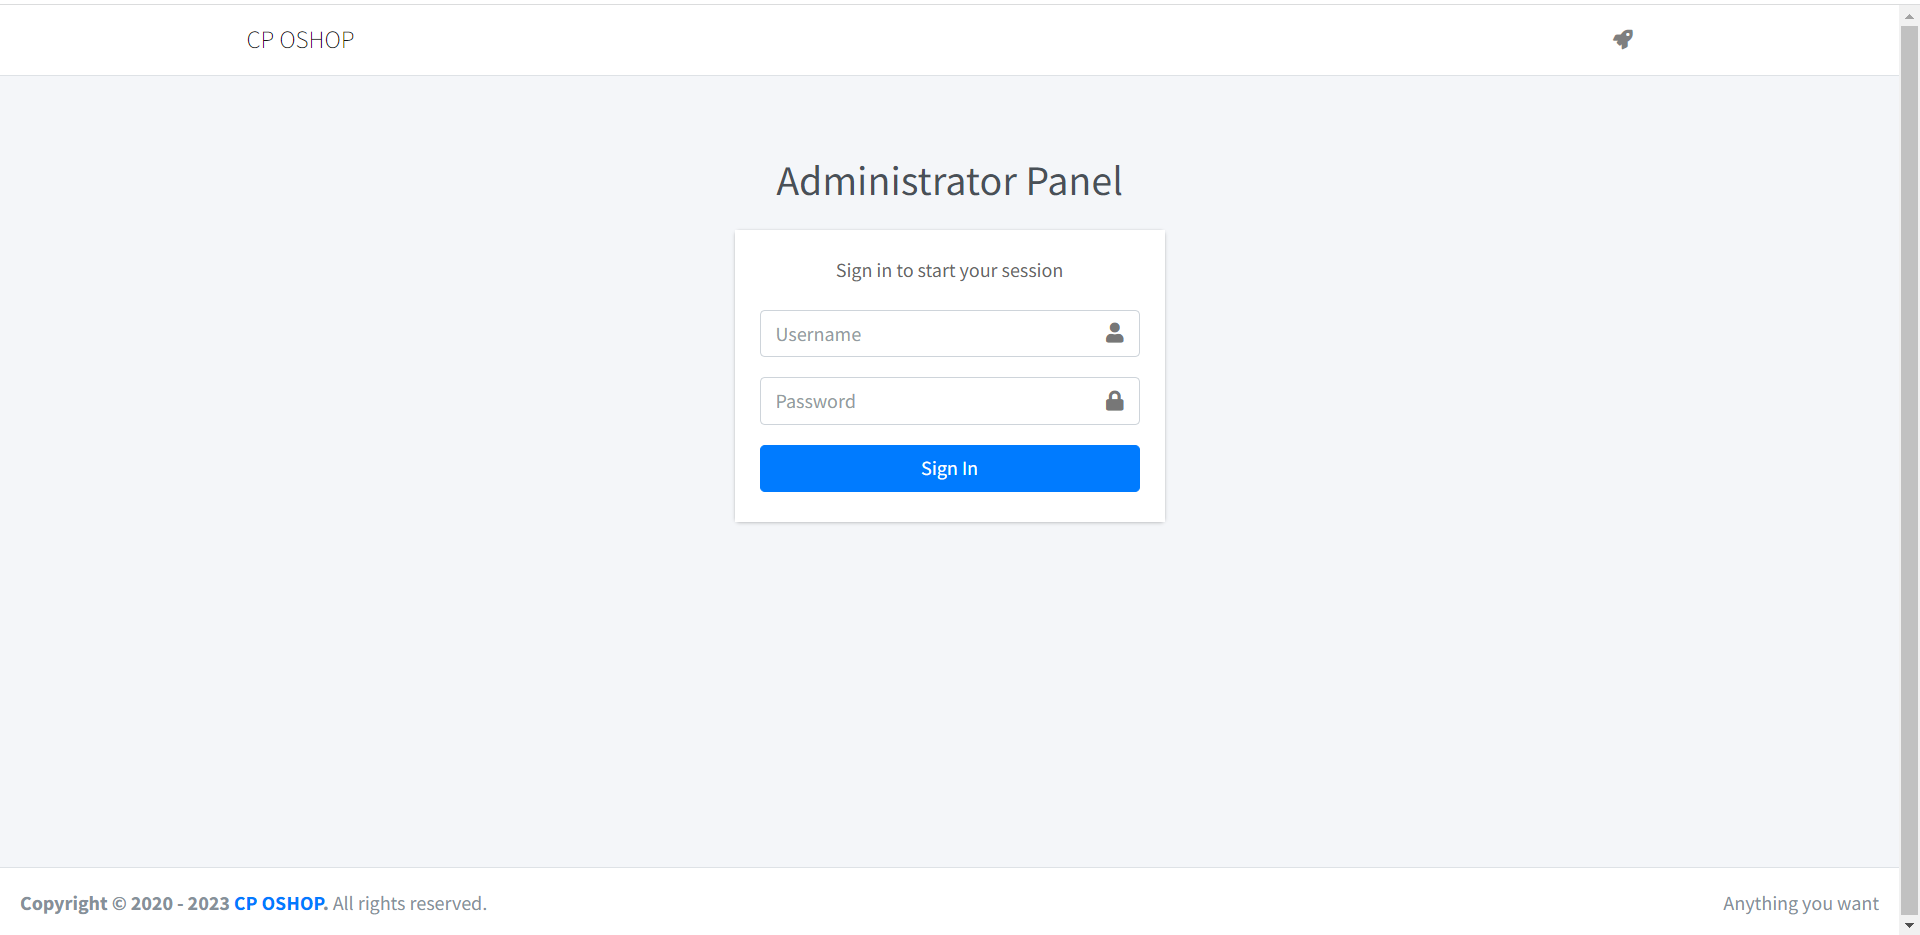 CP OSHOP
Administrator Panel
Sign in to start your session
Username
Password
Sign In
Copyright © 2020 - 2023 CP OSHOP. All rights reserved.
Anything you want